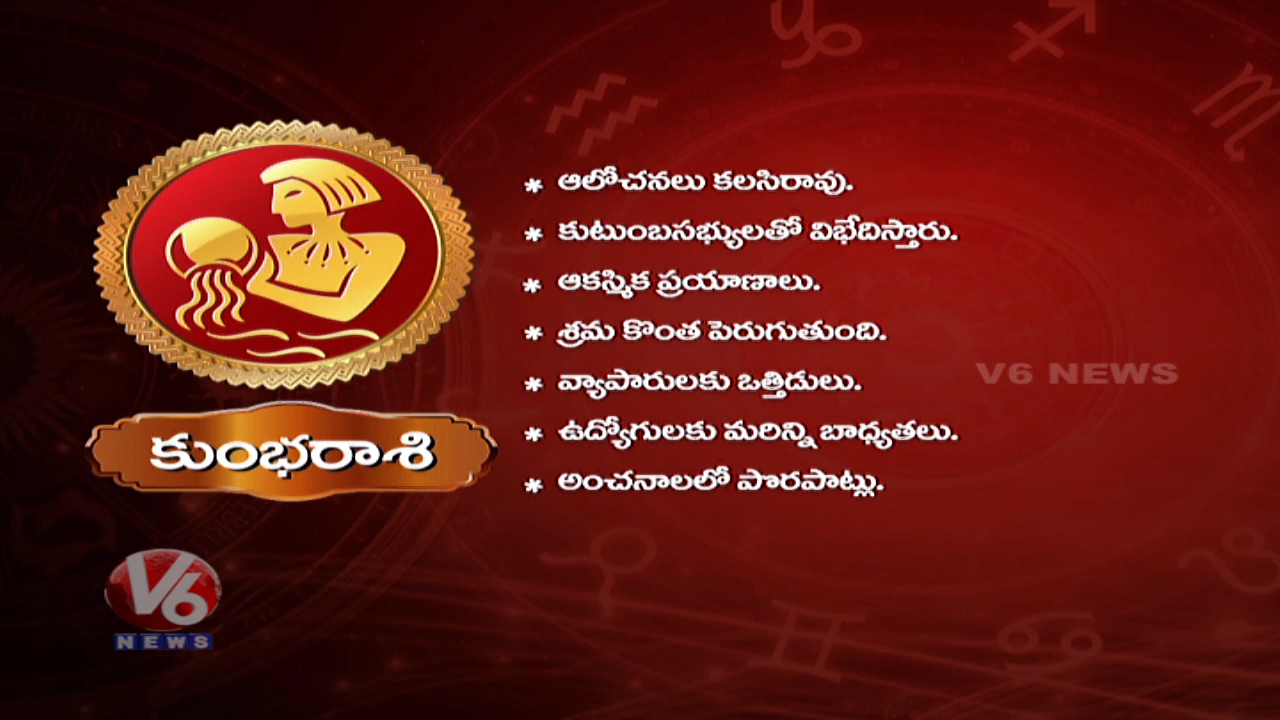 * ఆలోచనలు కలసిరావు.
* కుటుంబసభ్యులతో విభేదిస్తారు.
* ఆకస్మిక ప్రయాణాలు.
* శ్రమ కొంత పెరుగుతుంది.
* వ్యాపారులకు ఒత్తిడులు.
* ఉద్యోగులకు మరిన్ని బాధ్యతలు.
* అంచనాలలో పొరపాట్లు.
కుంభరాశి
V6 NEWS
V6
NEWS